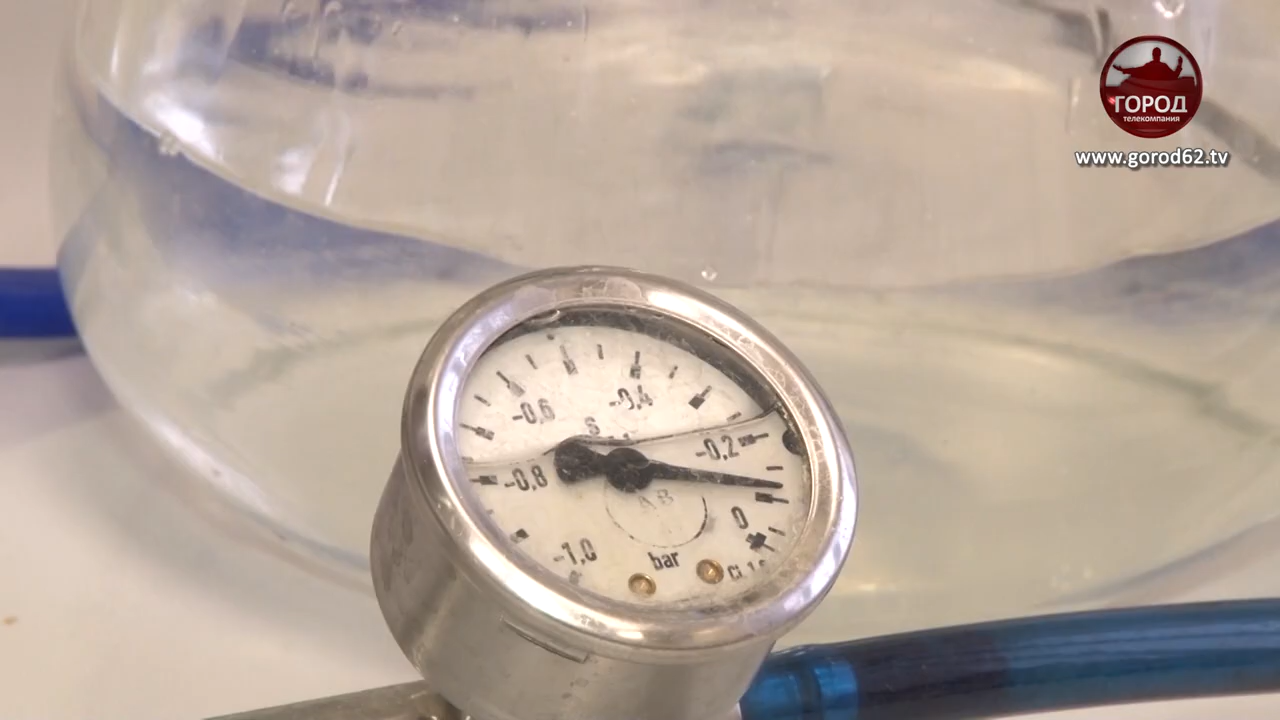 ГОРОД
телекомпания
www.gorod62.tv
-0,6
-0,4
S
-0,2
-0,8
0
-1,0
bar